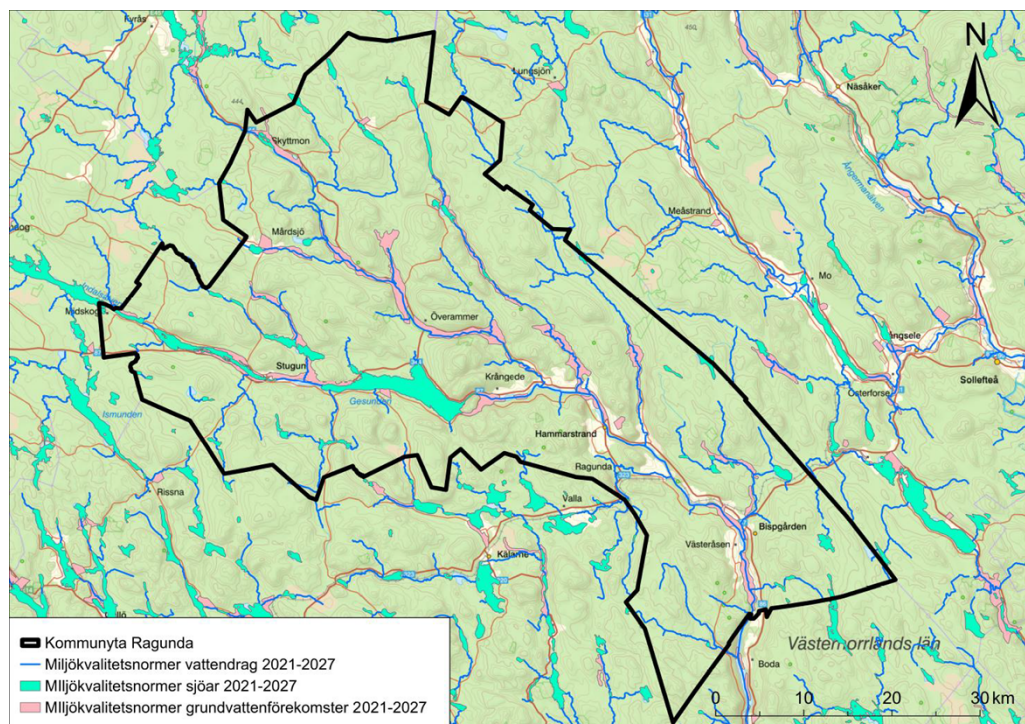 Kyrås
450
N
Lungsjön
Näsåker
444
Skyttmon
Ångermanälven
Meåstrand
Mårdsjö
Mo
Midskog
Överammer
Stugun
Krångede
Gesunden
Österforse
Sollefteå
Ismunden
Hammarstrand
Ragunda
Rissna
Valla
Bispgården
Västeråsen
Kälarne
Västernorrlands län
Boda
Kommunyta Ragunda
Miljökvalitetsnormer vattendrag 2021-2027
MIljökvalitetsnormer sjöar 2021-2027
MIljökvalitetsnormer grundvattenförekomster 2021-2027
0 10 20 30 km